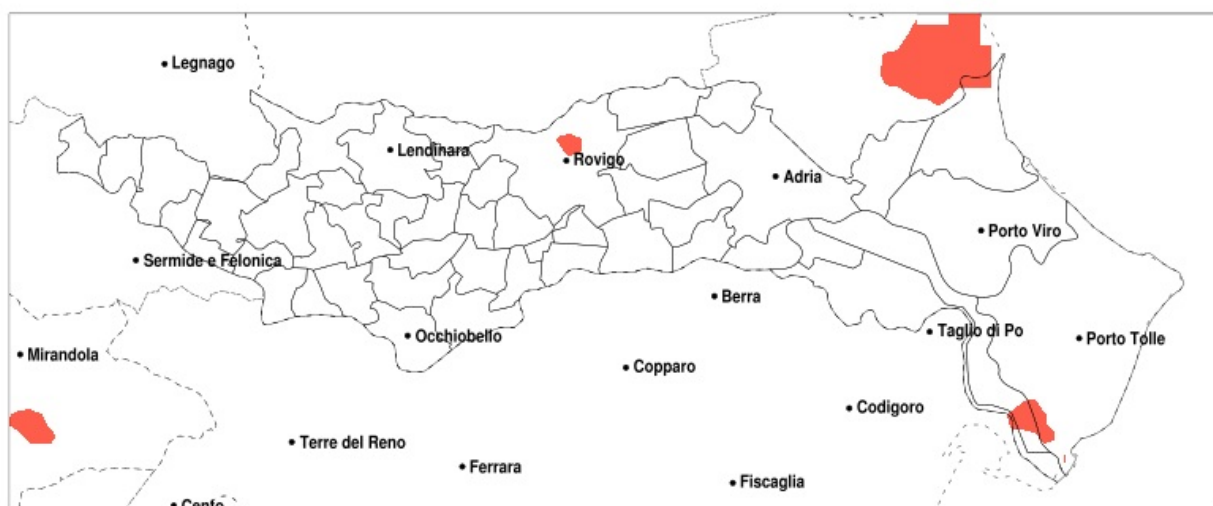 Legnago
Lendinara
Rovigo
Adria
Porto Viro
Sermide e Felonica
Berra
Taglio di Po
Porto Tolle
Occhiobello
Mirandola
Copparo
Codigoro
Terre del Reno
Ferrara
Fiscaglia
Cento